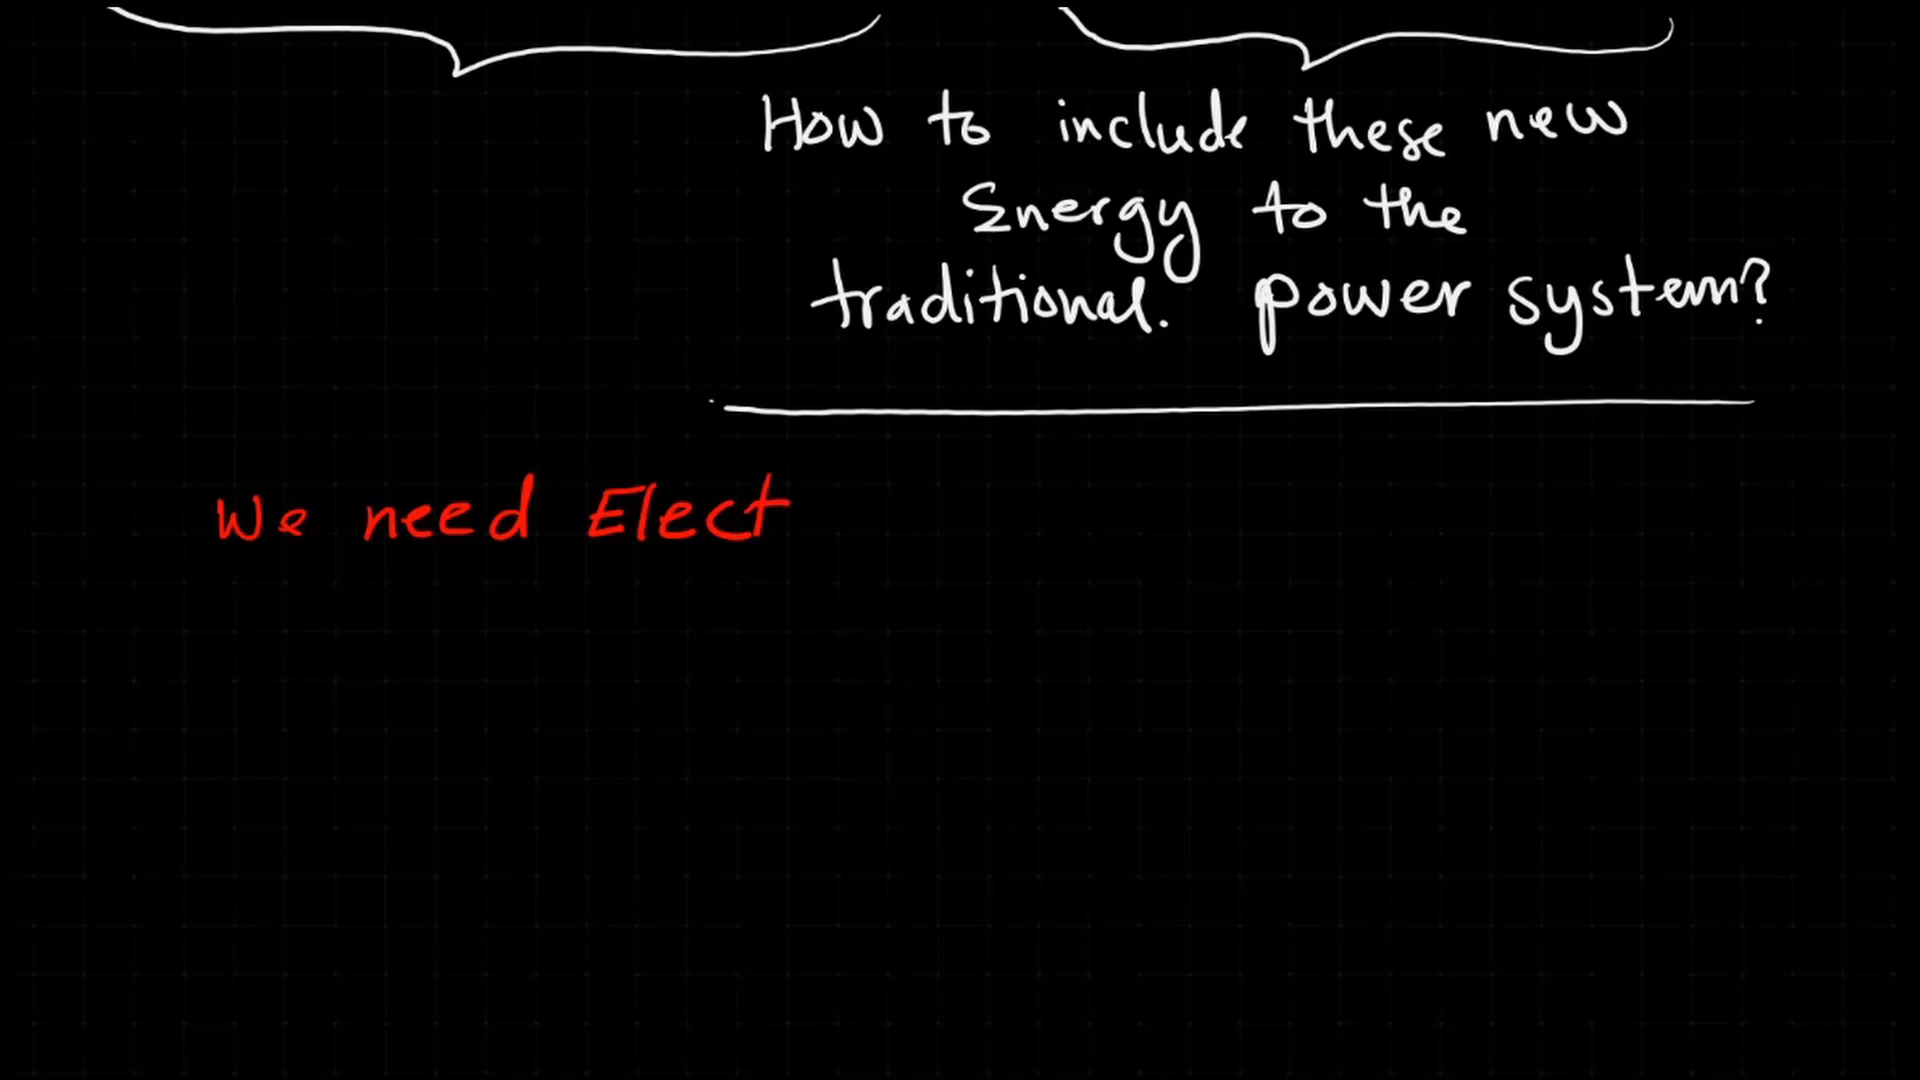 How to include these new
Energy to the
traditional. power system?
We need Elect